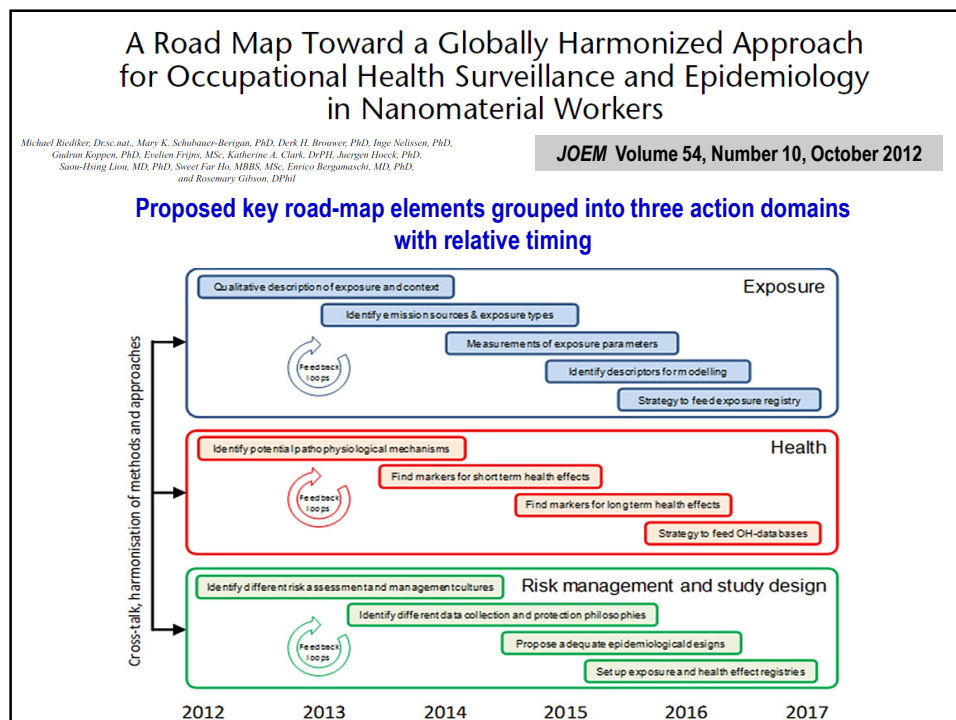 A Road Map Toward a Globally Harmonized Approach
for Occupational Health Surveillance and Epidemiology
in Nanomaterial Workers
Michael Riediker, Dr.sc.nat., Mary K. Schubauer-Berigan, PhD, Derk H. Brouwer, PhD, Inge Nelissen, PhD,
Gudrun Koppen, PhD, Evelien Frijns, MSc, Katherine A. Clark, DrPH, Juergen Hoeck, PhD,
Saou-Hsing Liou, MD, PhD, Sweet Far Ho, MBBS, MSc, Enrico Bergamaschi, MD, PhD,
and Rosemary Gibson, DPhil
JOEM Volume 54, Number 10, October 2012
Proposed key road-map elements grouped into three action domains
with relative timing
Cross-talk, harmonisation of methods and approaches
Exposure
Qualitative description of exposure and context
Identify emission sources & exposure types
Measurements of exposure parameters
Identify descriptors for modelling
Strategy to feed exposure registry
Feedback
loops
Health
Identify potential pathophysiological mechanisms
Find markers for short term health effects
Find markers for long term health effects
Strategy to feed OH-databases
Feedback
loops
Risk management and study design
Identify different risk assessment and management cultures
Identify different data collection and protection philosophies
Propose adequate epidemiological designs
Set up exposure and health effect registries
Feedback
loops
2012 2013 2014 2015 2016 2017